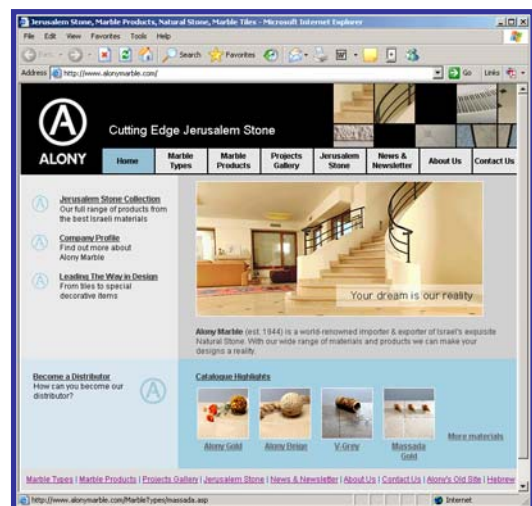 Jerusalem Stone, Marble Products, Natural Stone, Marble Tiles - Microsoft Internet Explorer
File Edit View Favorites Tools Help
Search Favorites
Address http://www.alonymarble.com/ Go Links
Cutting Edge Jerusalem Stone
ALONY
Home Marble Types Marble Products Projects Gallery Jerusalem Stone News & Newsletter About Us Contact Us
Jerusalem Stone Collection
Our full range of products from
the best Israeli materials
Company Profile
Find out more about
Alony Marble
Leading The Way in Design
From tiles to special
decorative items
Your dream is our reality
Alony Marble (est. 1944) is a world-renowned importer & exporter of Israel's exquisite
Natural Stone. With our wide range of materials and products we can make your
designs a reality.
Become a Distributor
How can you become our
distributor?
Catalogue Highlights
Alony Gold Alony Beige V-Grey Massada Gold
More materials
Marble Types | Marble Products | Projects Gallery | Jerusalem Stone | News & Newsletter | About Us | Contact Us | Alony's Old Site | Hebrew
http://www.alonymarble.com/MarbleTypes/massada.asp Internet